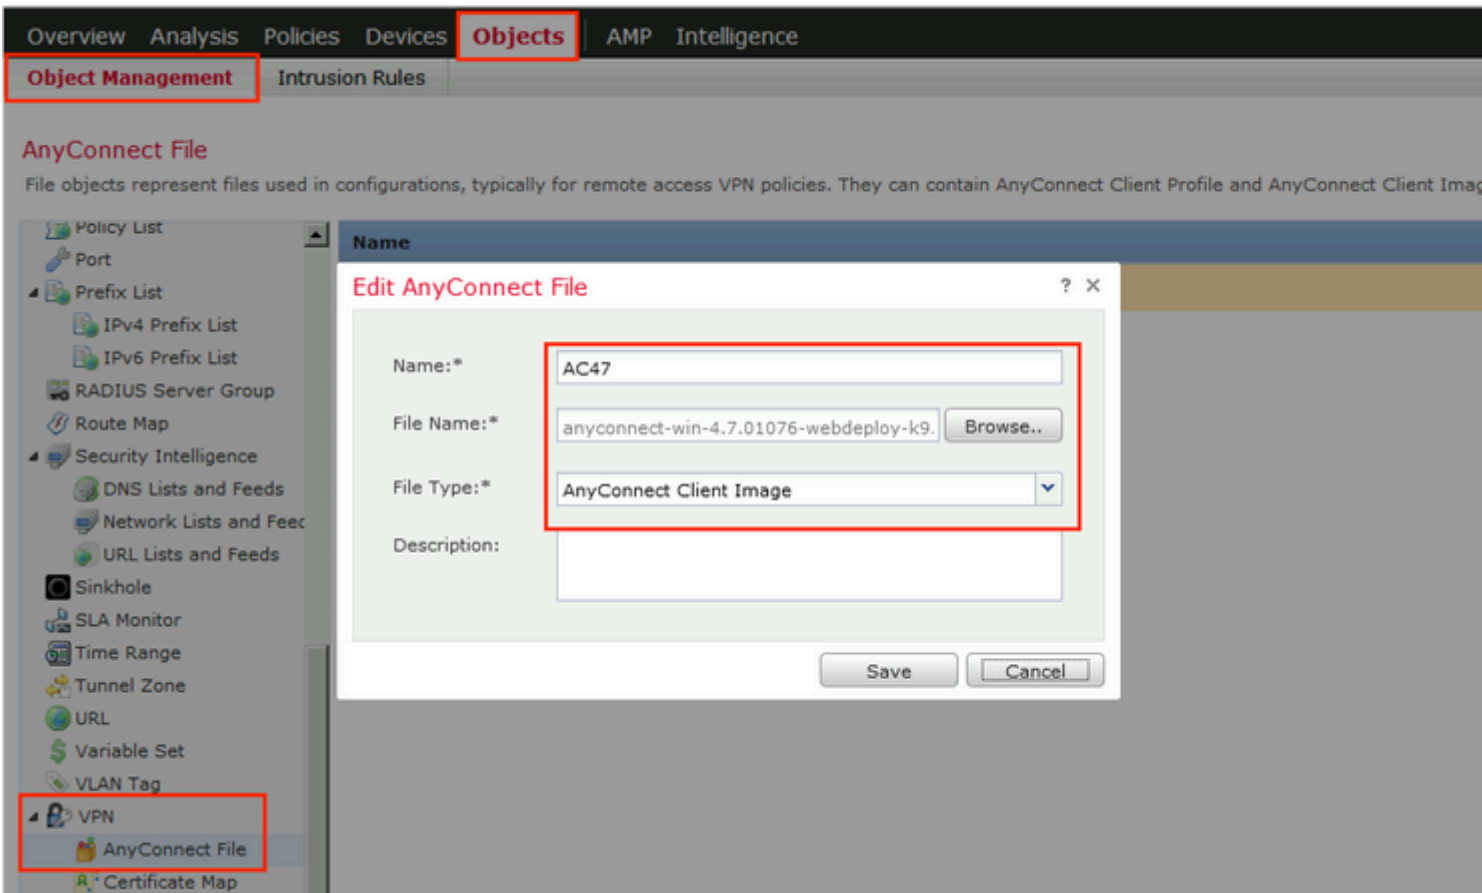 Overview Analysis Policies Devices Objects AMP Intelligence
Object Management Intrusion Rules
AnyConnect File
File objects represent files used in configurations, typically for remote access VPN policies. They can contain AnyConnect Client Profile and AnyConnect Client Imag
Policy List
Port
Prefix List
IPv4 Prefix List
IPv6 Prefix List
RADIUS Server Group
Route Map
Security Intelligence
DNS Lists and Feeds
Network Lists and Feed
URL Lists and Feeds
Sinkhole
SLA Monitor
Time Range
Tunnel Zone
URL
Variable Set
VLAN Tag
VPN
AnyConnect File
Certificate Map
Name
Edit AnyConnect File ? ×
Name:* AC47
File Name:* anyconnect-win-4.7.01076-webdeploy-k9. Browse..
File Type:* AnyConnect Client Image
Description:
Save Cancel